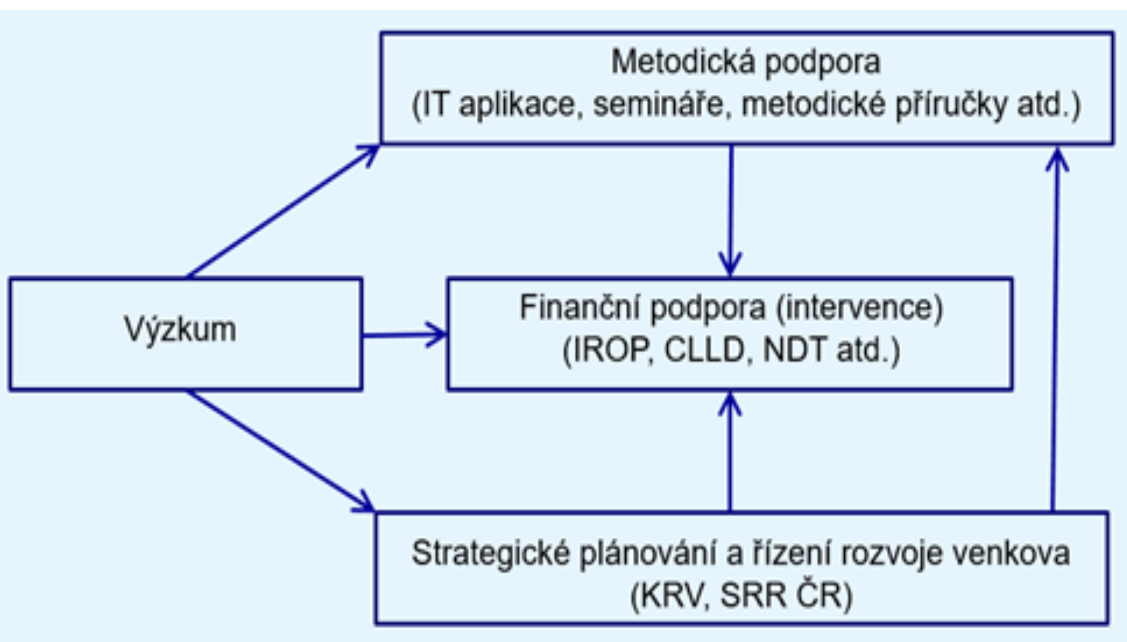 Metodická podpora
(IT aplikace, semináře, metodické příručky atd.)
Výzkum
Finanční podpora (intervence)
(IROP, CLLD, NDT atd.)
Strategické plánování a řízení rozvoje venkova
(KRV, SRR ČR)